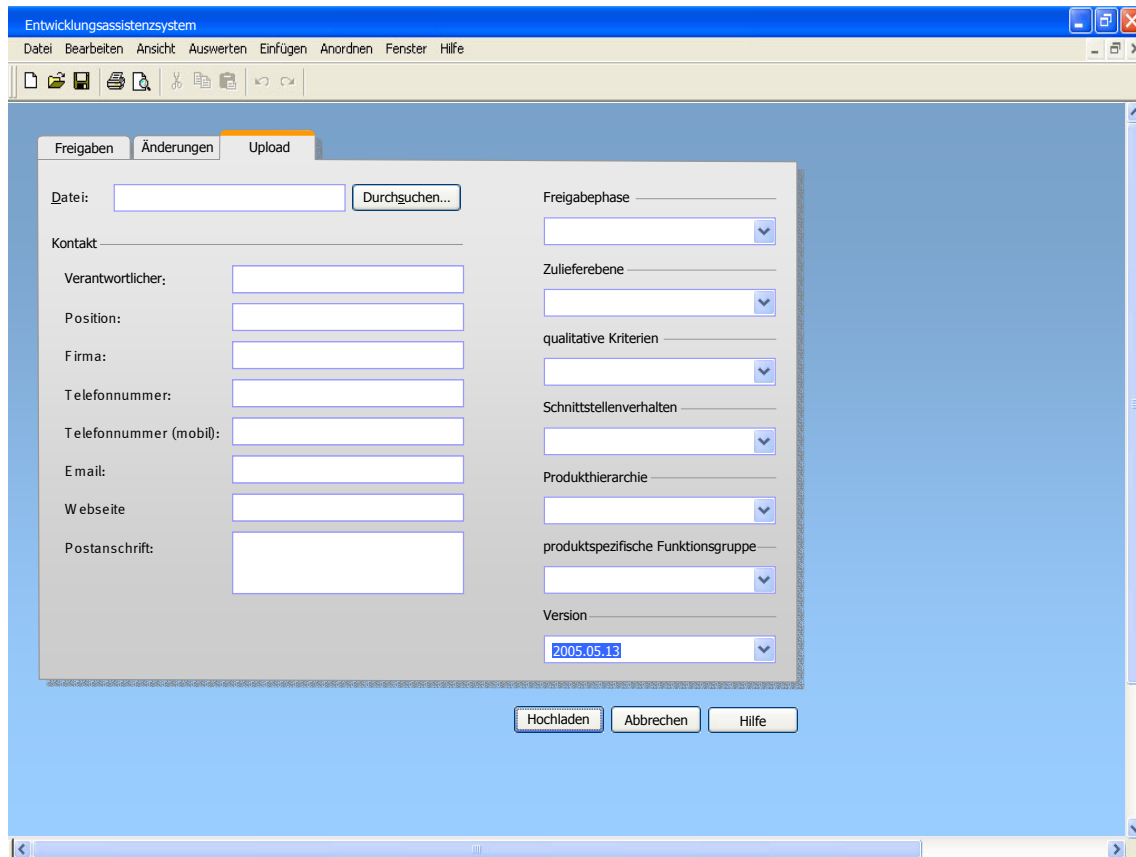 Entwicklungsassistenzsystem
Datei Bearbeiten Ansicht Auswerten Einfügen Anordnen Fenster Hilfe
Freigaben Änderungen Upload
Datei: Durchsuchen...
Kontakt
Verantwortlicher:
Position:
Firma:
Telefonnummer:
Telefonnummer (mobil):
Email:
Webseite
Postanschrift:
Freigabephase
Zulieferebene
qualitative Kriterien
Schnittstellenverhalten
Produkthierarchie
produktspezifische Funktionsgruppe
Version
2005.05.13
Hochladen Abbrechen Hilfe